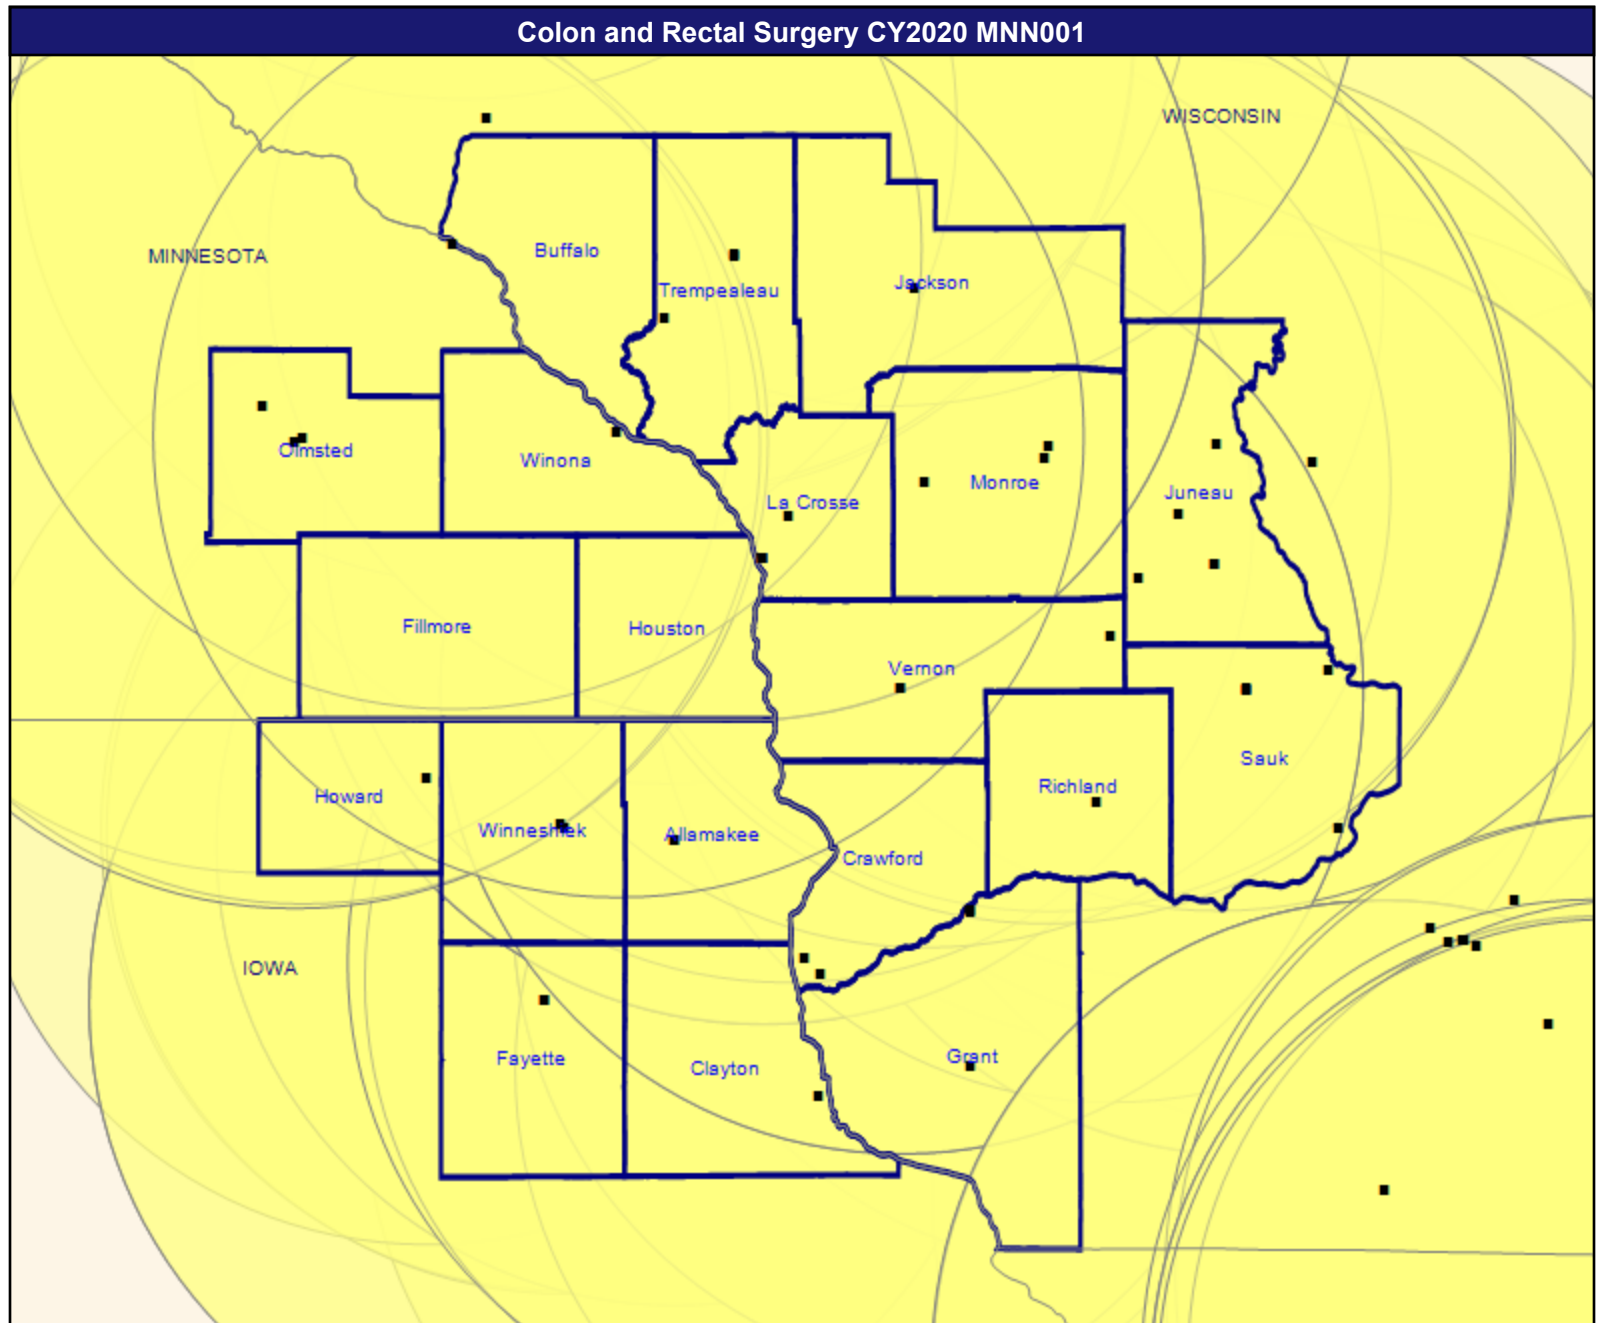 Colon and Rectal Surgery CY2020 MNN001
WISCONSIN
MINNESOTA
Buffalo
Trempealeau
Jackson
Olmsted
Winona
La Crosse
Monroe
Juneau
Fillmore
Houston
Vernon
Sauk
Howard
Richland
Winneshiek
Allamakee
Crawford
IOWA
Fayette
Clayton
Grant